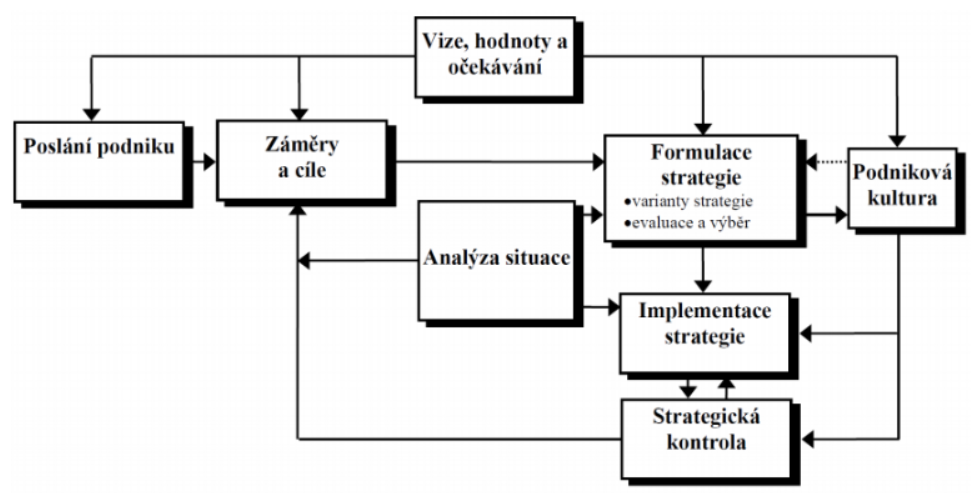 Vize, hodnoty a
očekávání
Poslání podniku
Záměry
a cíle
Formulace
strategie
•varianty strategie
•evaluace a výběr
Podniková
kultura
Analýza situace
Implementace
strategie
Strategická
kontrola